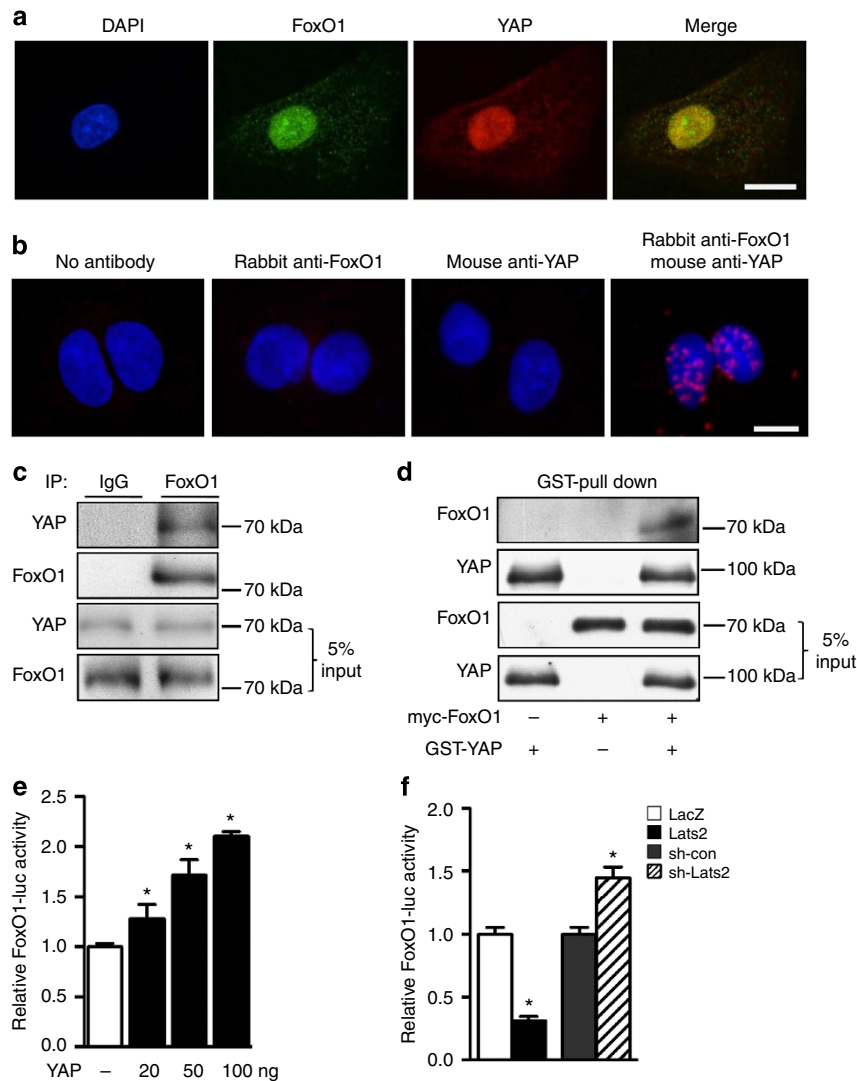 a
DAPI FoxO1 YAP Merge
b
No antibody Rabbit anti-FoxO1 Mouse anti-YAP Rabbit anti-FoxO1
mouse anti-YAP
c
IP: IgG FoxO1
YAP 70 kDa
FoxO1 70 kDa
YAP 70 kDa
FoxO1 70 kDa
5%
input
d
GST-pull down
FoxO1 70 kDa
YAP 100 kDa
FoxO1 70 kDa
YAP 100 kDa
5%
input
myc-FoxO1 – + +
GST-YAP + – +
e
Relative FoxO1-luc activity
2.5
2.0
1.5
1.0
0.5
0.0
* * *
YAP – 20 50 100 ng
f
Relative FoxO1-luc activity
2.0
1.5
1.0
0.5
0.0
* *
LacZ
Lats2
sh-con
sh-Lats2